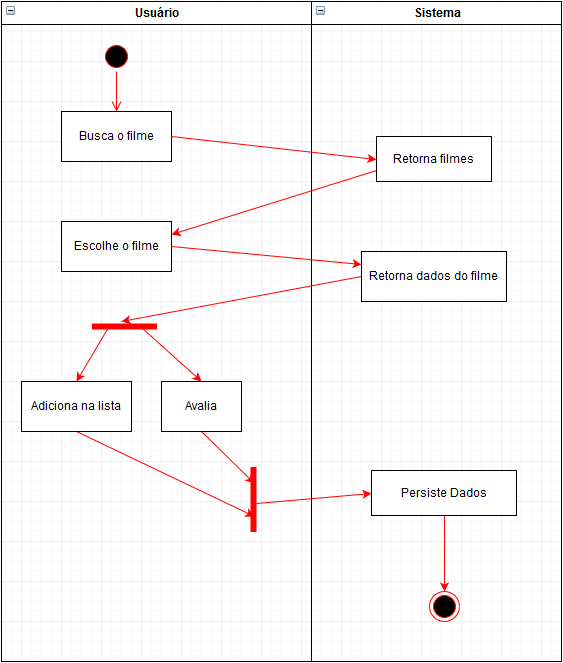 Usuário
Sistema
Busca o filme
Retorna filmes
Escolhe o filme
Retorna dados do filme
Adiciona na lista
Avalia
Persiste Dados